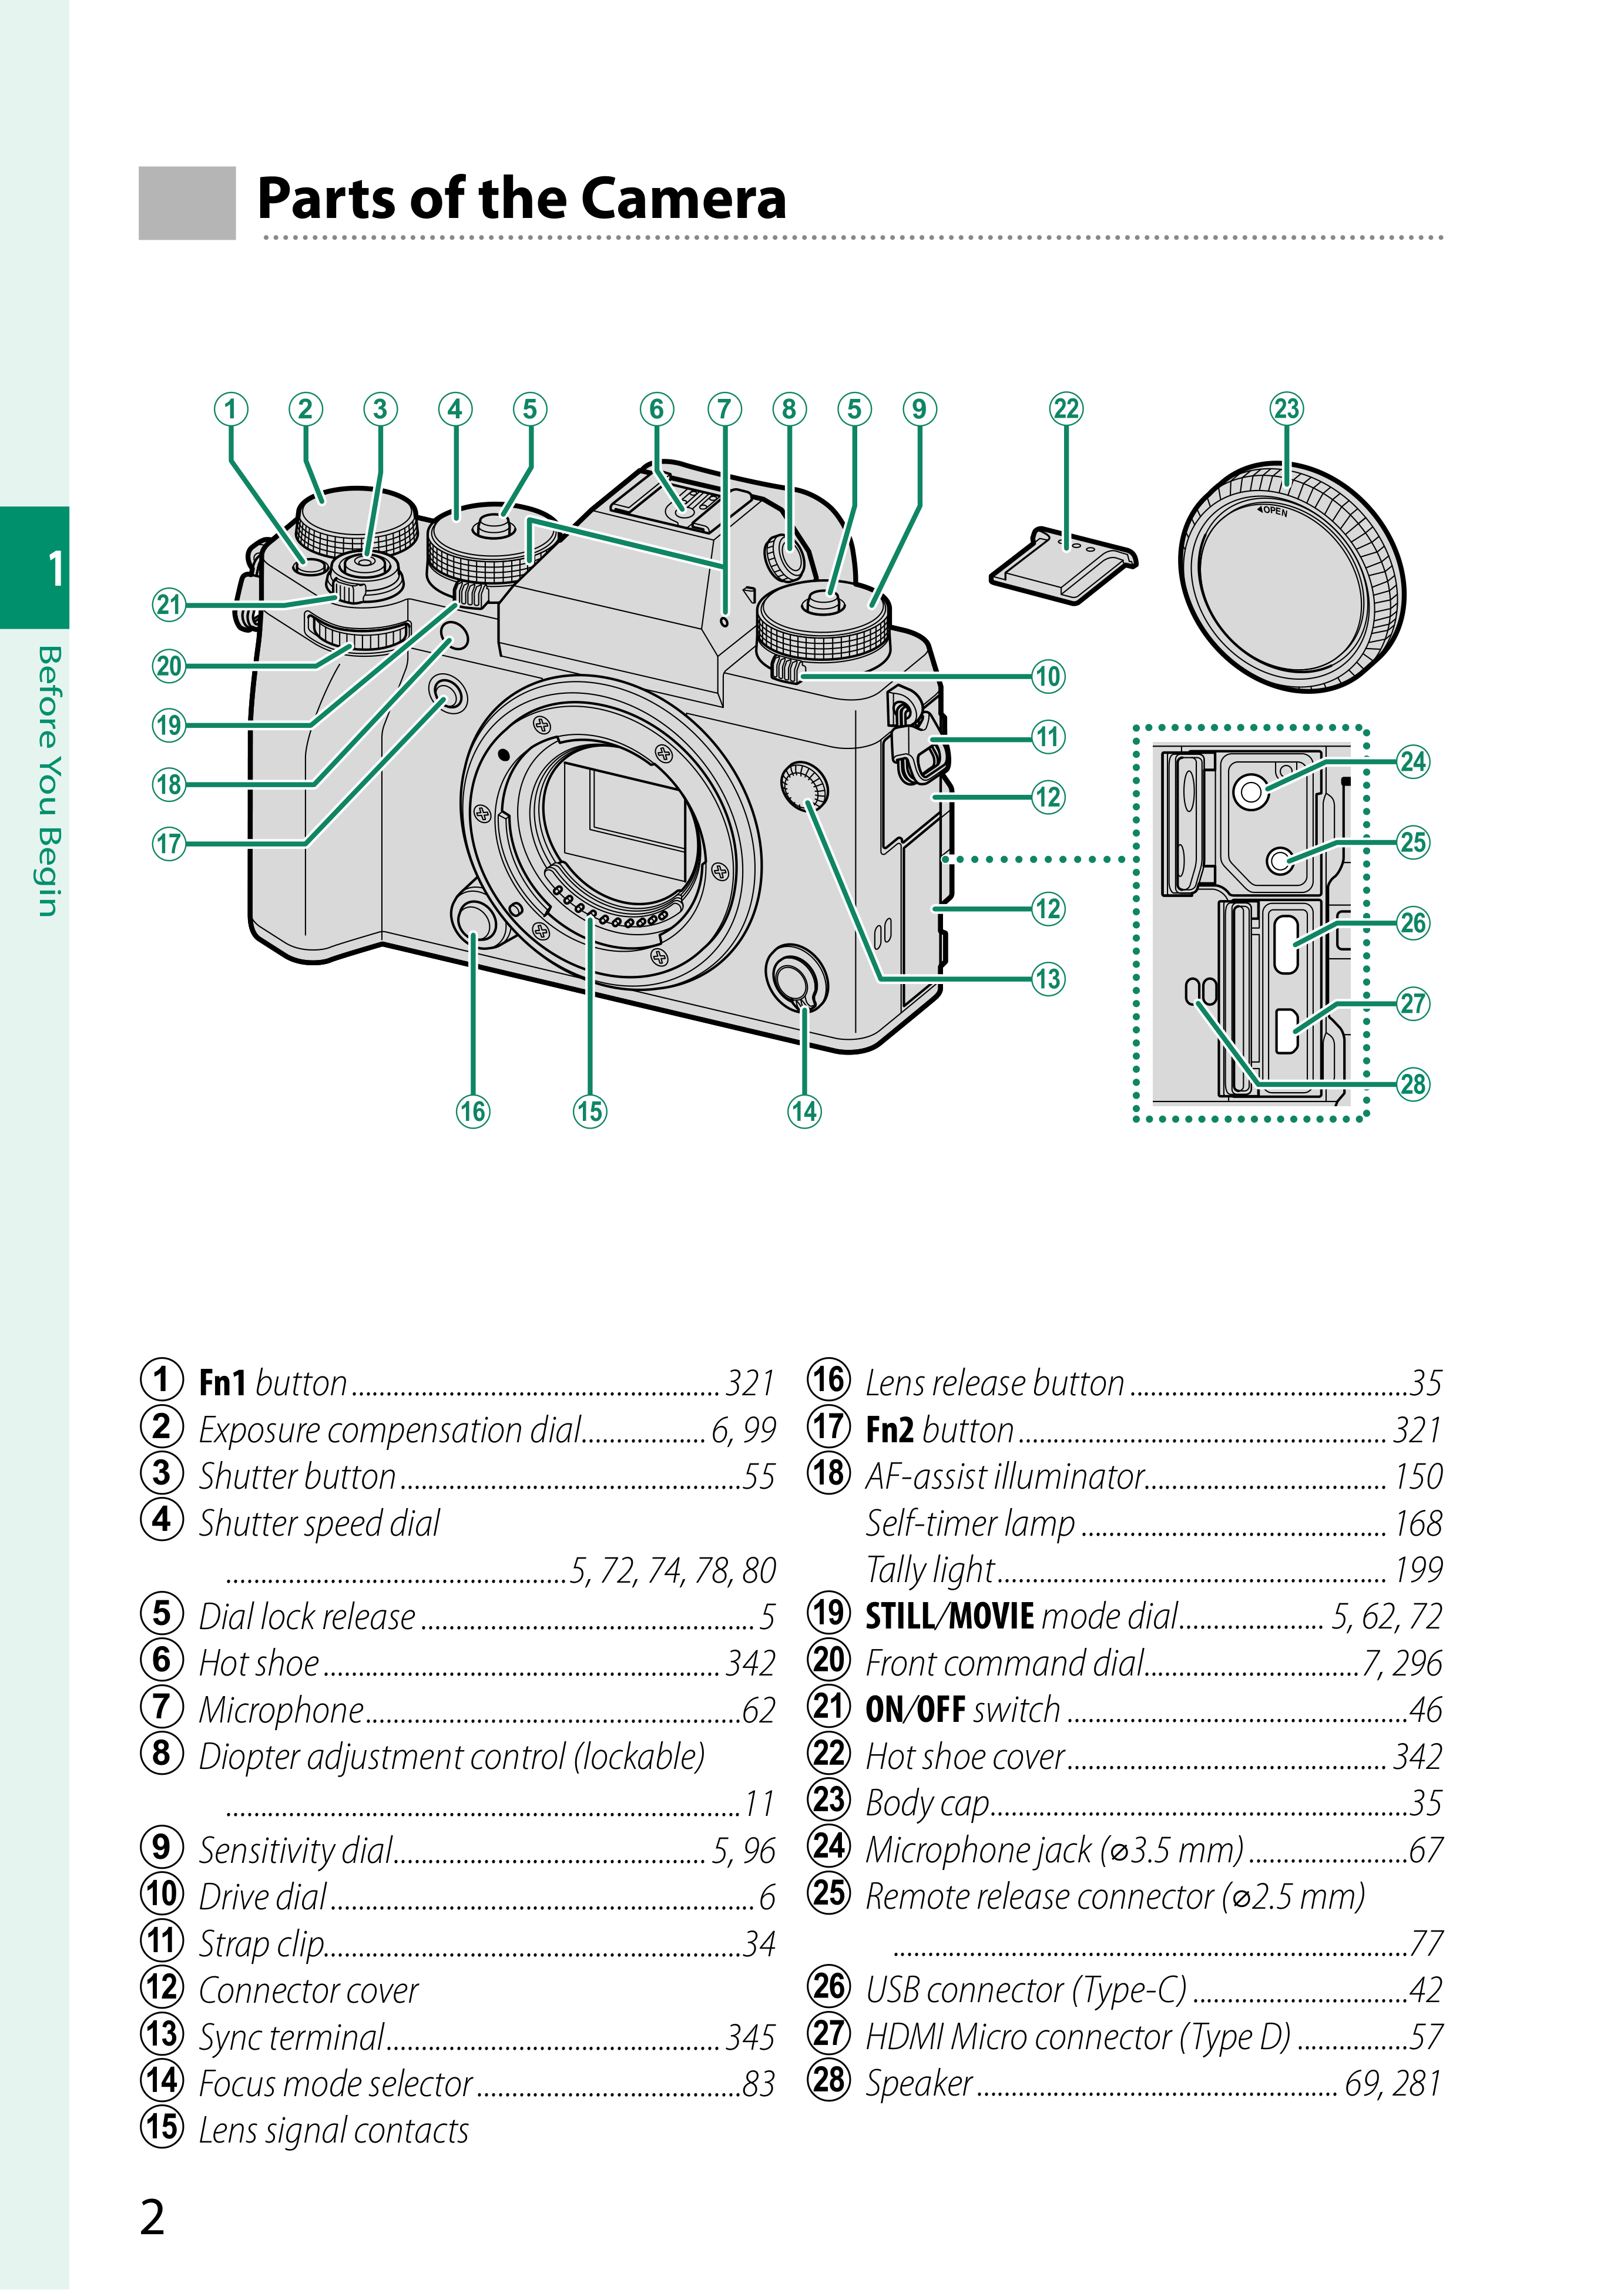 Parts of the Camera
1 2 3 4 5 6 7 8 5 9 22 23
◀OPEN
21
20
19
18
17
10
11
12
12
13
24
25
26
27
28
M
16 15 14
1
Before You Begin
1 Fn1 button..................................................... 321
2 Exposure compensation dial.................. 6, 99
3 Shutter button.................................................55
4 Shutter speed dial
.................................................5, 72, 74, 78, 80
5 Dial lock release................................................ 5
6 Hot shoe......................................................... 342
7 Microphone......................................................62
8 Diopter adjustment control (lockable)
..........................................................................11
9 Sensitivity dial............................................. 5, 96
10 Drive dial............................................................. 6
11 Strap clip............................................................34
12 Connector cover
13 Sync terminal................................................ 345
14 Focus mode selector......................................83
15 Lens signal contacts
16 Lens release button........................................35
17 Fn2 button..................................................... 321
18 AF-assist illuminator................................... 150
Self-timer lamp............................................ 168
Tally light........................................................ 199
19 STILL/MOVIE mode dial..................... 5, 62, 72
20 Front command dial...............................7, 296
21 ON/OFF switch.................................................46
22 Hot shoe cover.............................................. 342
23 Body cap............................................................35
24 Microphone jack (⌀3.5 mm).......................67
25 Remote release connector (⌀2.5 mm)
..........................................................................77
26 USB connector (Type-C)...............................42
27 HDMI Micro connector (Type D)................57
28 Speaker.................................................... 69, 281
2